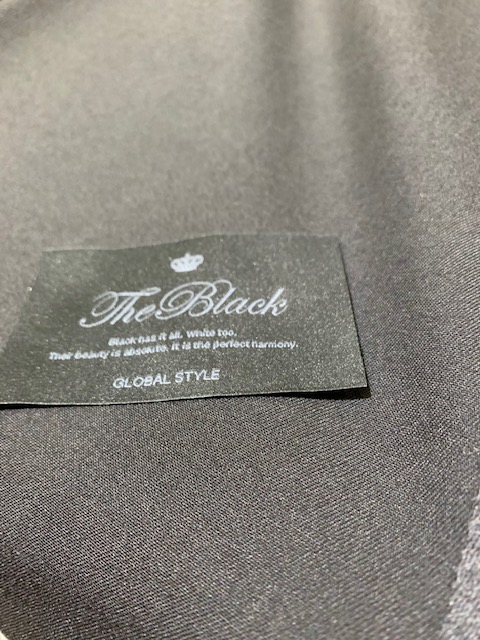 The Black
Black has it all. White too.
Their beauty is absolute. It is the perfect harmony.
GLOBAL STYLE